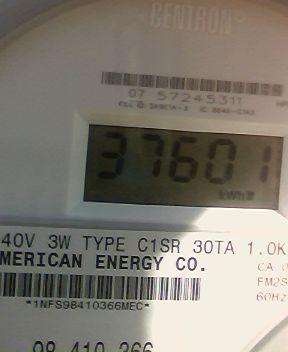 CENTRON
07 57245311
37601
kWh
40V 3W TYPE C1SR 30TA 1.0K
MERICAN ENERGY CO.
CA 0
FM2S
60HZ
*1NFS98410366MEC*
98 410 366